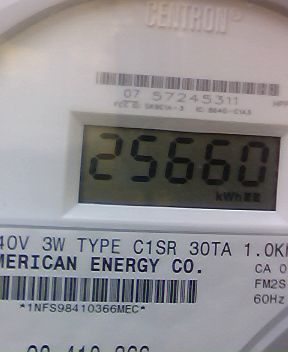 CENTRON®
07 57245311
25660
kWh
40V 3W TYPE C1SR 30TA 1.0K
MERICAN ENERGY CO.
CA 0
FM2S
60Hz
*1NFS98410366MEC*